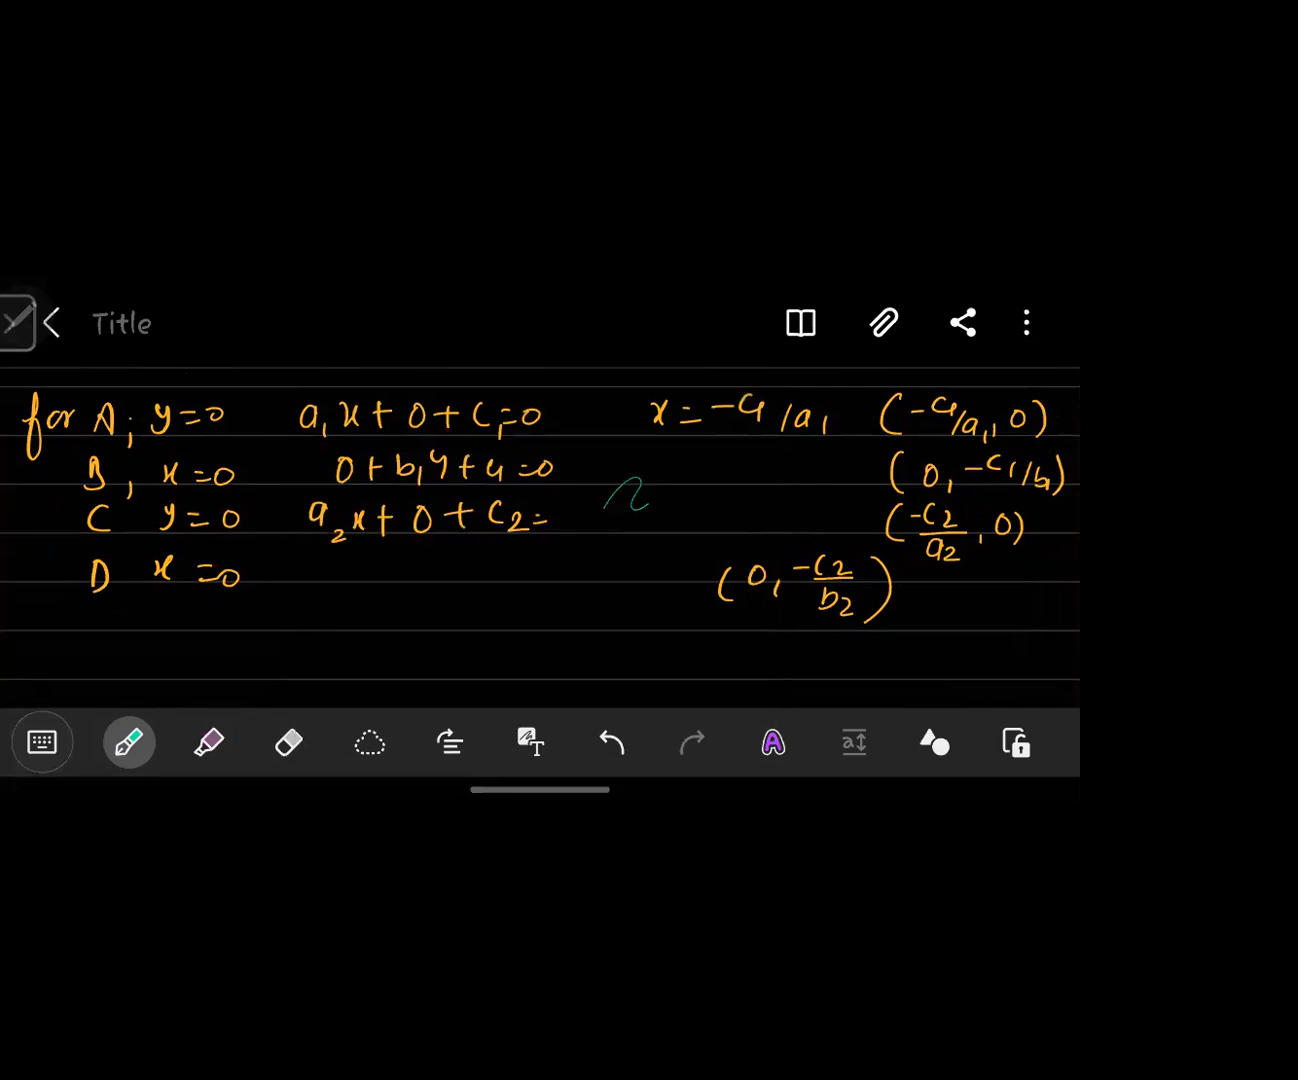 Title
for A; y=0 a₁x+0+c₁=0 x=-c₁/a₁ (-c₁/a₁, 0)
B, x=0 0+b₁y+c₁=0 (0, -c₁/b₁)
C y=0 a₂x+0+c₂= (-c₂/a₂, 0)
D x=0 (0, -c₂/b₂)